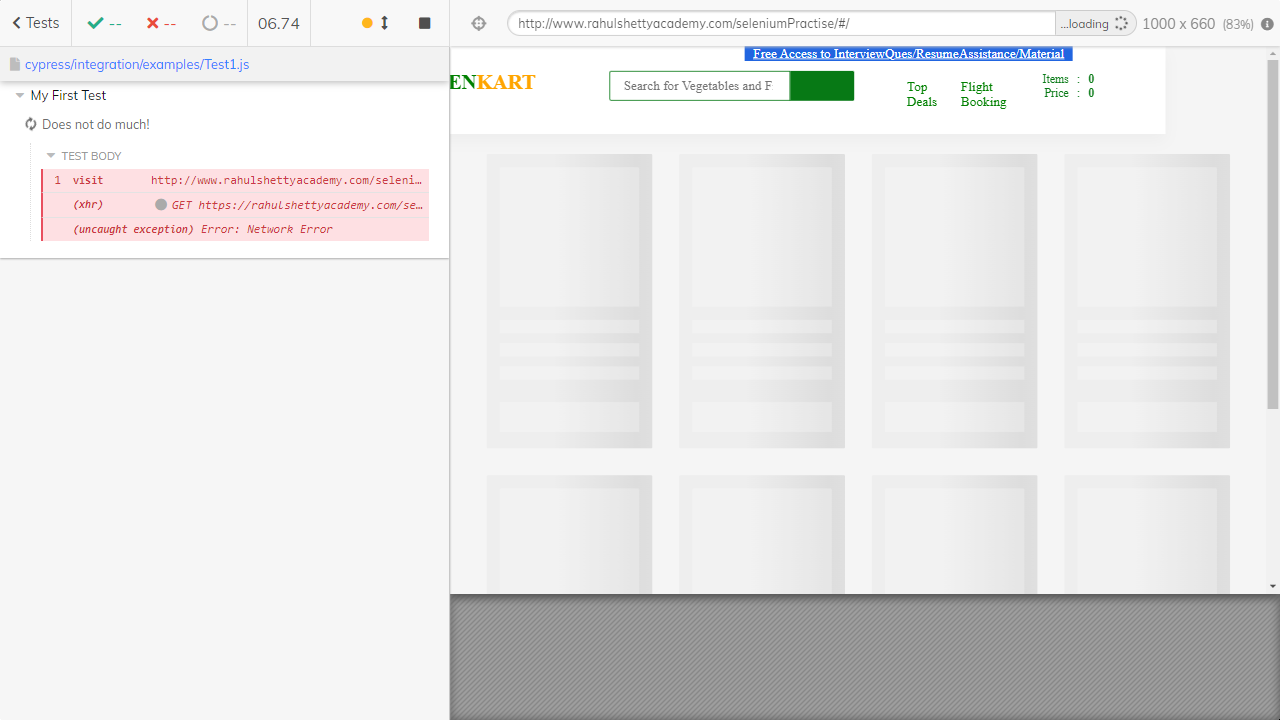 Tests -- -- -- 06.74
http://www.rahulshettyacademy.com/seleniumPractise/#/ ...loading 1000 x 660 (83%)
cypress/integration/examples/Test1.js
My First Test
Does not do much!
TEST BODY
1 visit http://www.rahulshettyacademy.com/seleni…
(xhr) GET https://rahulshettyacademy.com/se…
(uncaught exception) Error: Network Error
Free Access to InterviewQues/ResumeAssistance/Material
ENKART
Search for Vegetables and F
Top
Deals
Flight
Booking
Items : 0
Price : 0